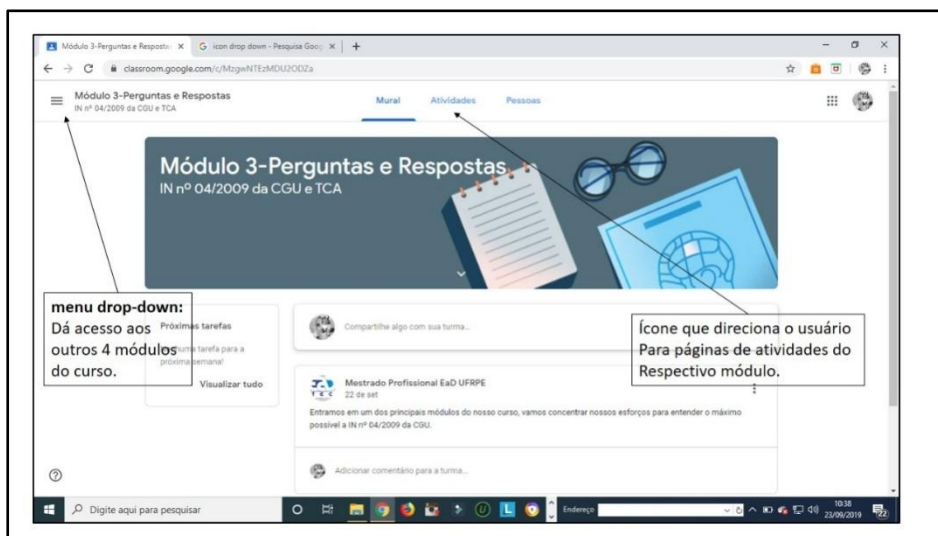 Módulo 3-Perguntas e Resposta
icon drop down - Pesquisa Goog
classroom.google.com/c/MzgwNTEzMDU2ODZa
Módulo 3-Perguntas e Respostas
IN nº 04/2009 da CGU e TCA
Mural
Atividades
Pessoas
Módulo 3-Perguntas e Respostas
IN nº 04/2009 da CGU e TCA
menu drop-down:
Dá acesso aos
outros 4 módulos
do curso.
Próximas tarefas
tarefa para a
próxima semana!
Visualizar tudo
Compartilhe algo com sua turma...
Ícone que direciona o usuário
Para páginas de atividades do
Respectivo módulo.
TCC
Mestrado Profissional EaD UFRPE
22 de set
Entramos em um dos principais módulos do nosso curso, vamos concentrar nossos esforços para entender o máximo
possível a IN nº 04/2009 da CGU.
Adicionar comentário para a turma...
Digite aqui para pesquisar
Endereço
10:38
23/09/2019
22